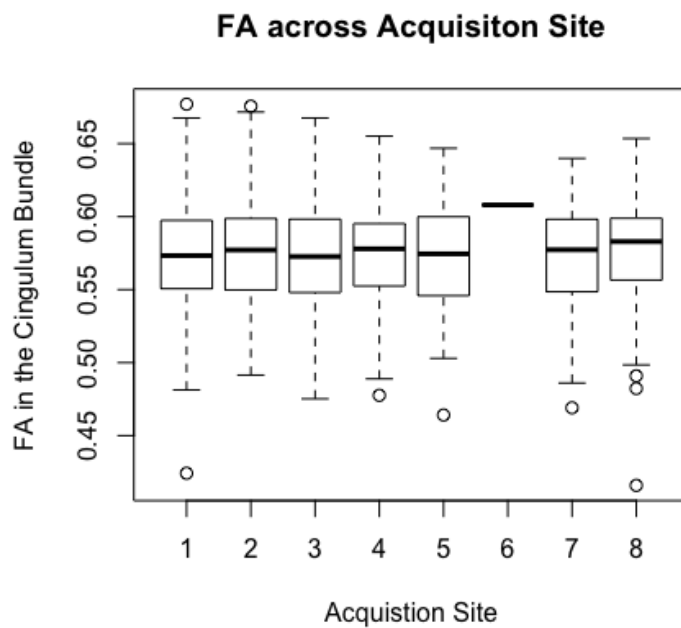 FA across Acquisiton Site
FA in the Cingulum Bundle
0.65
0.60
0.55
0.50
0.45
1 2 3 4 5 6 7 8
Acquistion Site